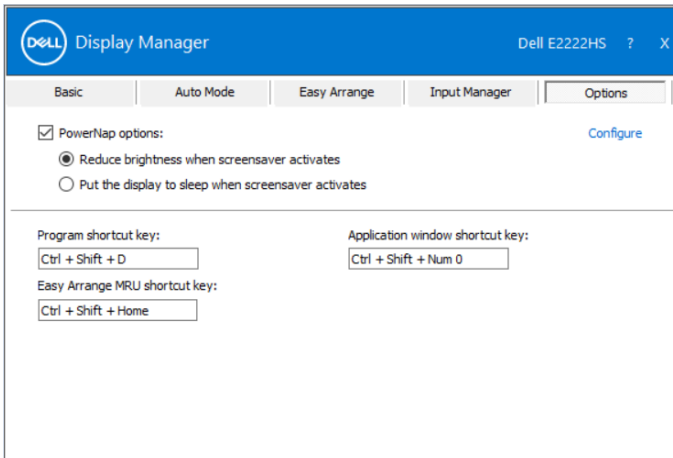 DELL Display Manager Dell E2222HS ? X
Basic Auto Mode Easy Arrange Input Manager Options
PowerNap options: Configure
Reduce brightness when screensaver activates
Put the display to sleep when screensaver activates
Program shortcut key: Application window shortcut key:
Ctrl + Shift + D Ctrl + Shift + Num 0
Easy Arrange MRU shortcut key:
Ctrl + Shift + Home